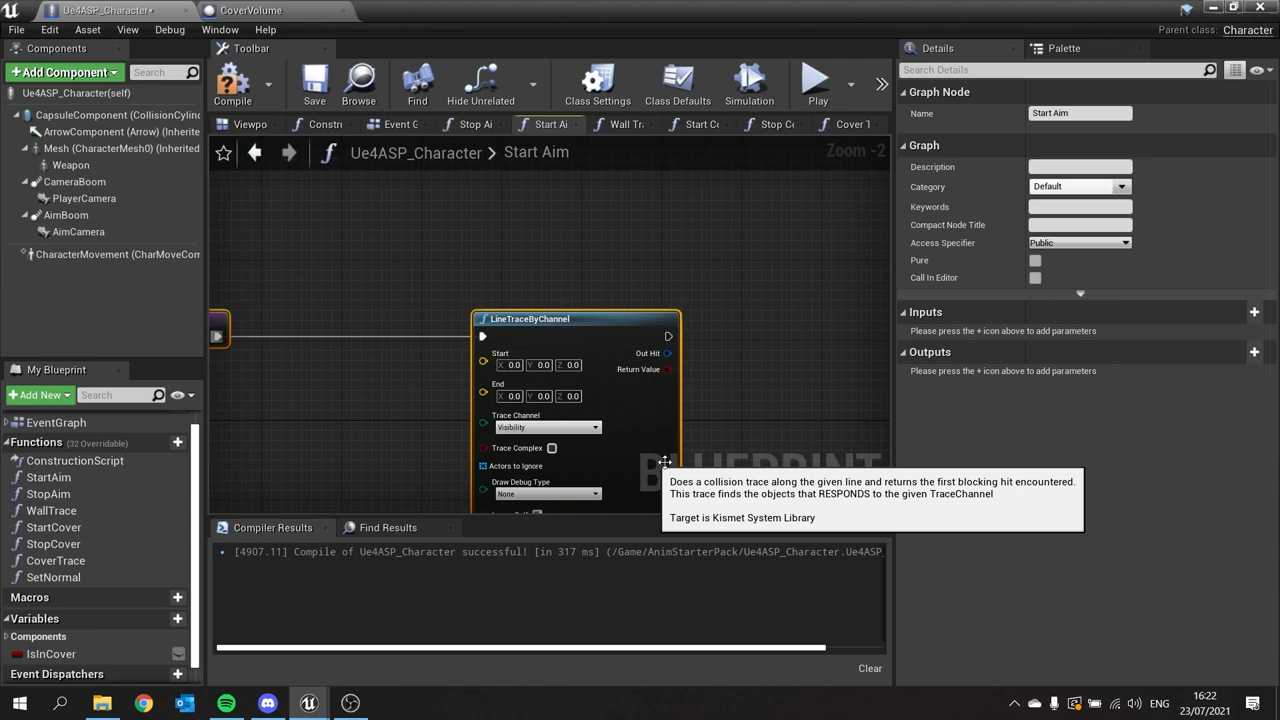 Ue4ASP_Character*
CoverVolume
File Edit Asset View Debug Window Help
Parent class: Character
Components
+Add Component
Search
Ue4ASP_Character(self)
CapsuleComponent (CollisionCylin
ArrowComponent (Arrow) (Inherite
Mesh (CharacterMesh0) (Inherited
Weapon
CameraBoom
PlayerCamera
AimBoom
AimCamera
CharacterMovement (CharMoveCom
Toolbar
Compile
Save
Browse
Find
Hide Unrelated
Class Settings
Class Defaults
Simulation
Play
Viewpo
Constru
Event G
Stop Ai
Start Ai
Wall Tr
Start Co
Stop Co
Cover T
Ue4ASP_Character > Start Aim
Zoom -2
LineTraceByChannel
Start
X 0.0 Y 0.0 Z 0.0
Out Hit
Return Value
End
X 0.0 Y 0.0 Z 0.0
Trace Channel
Visibility
Trace Complex
Actors to Ignore
Draw Debug Type
None
Does a collision trace along the given line and returns the first blocking hit encountered.
This trace finds the objects that RESPONDS to the given TraceChannel
Target is Kismet System Library
My Blueprint
+Add New
Search
EventGraph
Functions (32 Overridable)
ConstructionScript
StartAim
StopAim
WallTrace
StartCover
StopCover
CoverTrace
SetNormal
Macros
Variables
Components
IsInCover
Event Dispatchers
Compiler Results
Find Results
[4907.11] Compile of Ue4ASP_Character successful! [in 317 ms] (/Game/AnimStarterPack/Ue4ASP_Character.Ue4ASP_
Clear
Details
Palette
Search Details
Graph Node
Name
Start Aim
Graph
Description
Category
Default
Keywords
Compact Node Title
Access Specifier
Public
Pure
Call In Editor
Inputs
Please press the + icon above to add parameters
Outputs
Please press the + icon above to add parameters
ENG
16:22
23/07/2021